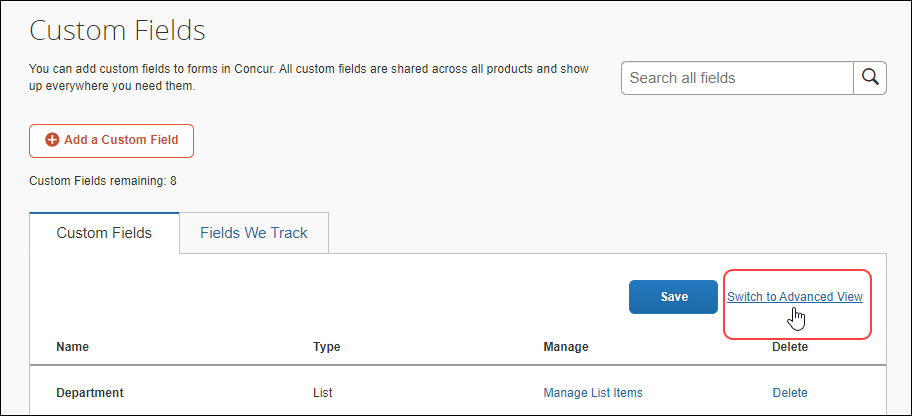 Custom Fields
You can add custom fields to forms in Concur. All custom fields are shared across all products and show
up everywhere you need them.
Search all fields
Add a Custom Field
Custom Fields remaining: 8
Custom Fields
Fields We Track
Save
Switch to Advanced View
Name Type Manage Delete
Department List Manage List Items Delete